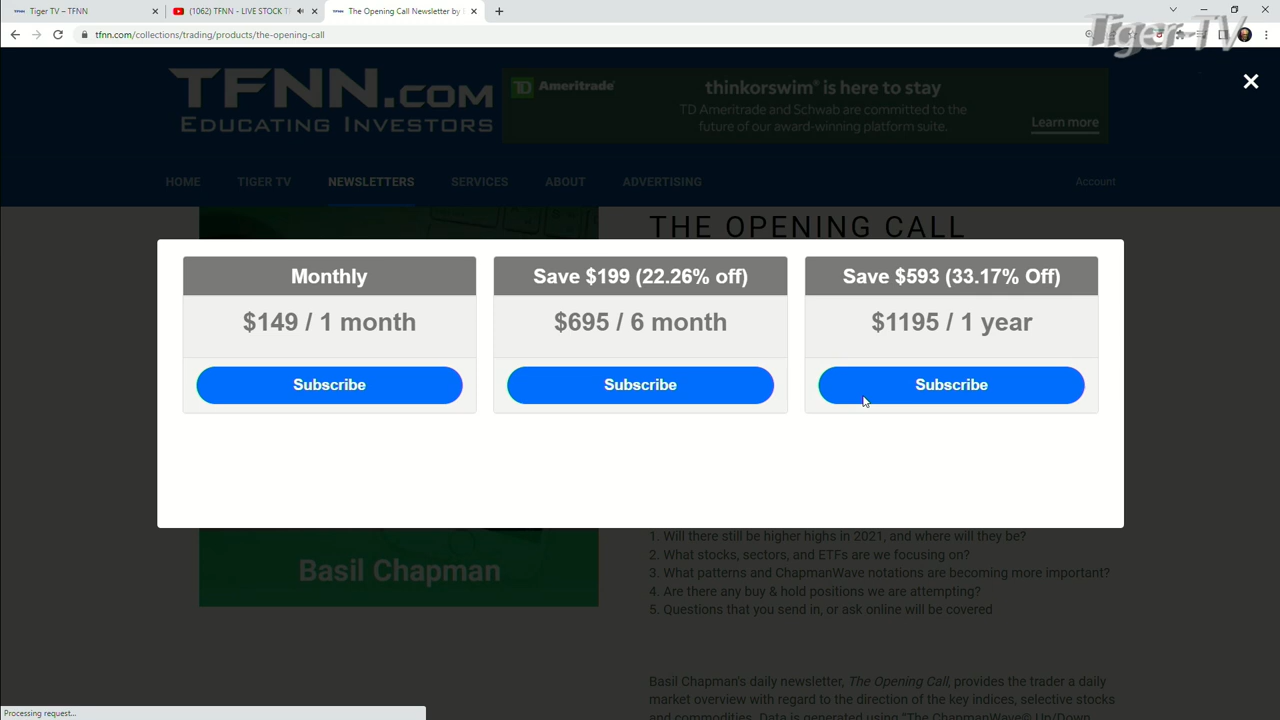 Tiger TV – TFNN
(1062) TFNN - LIVE STOCK T
The Opening Call Newsletter by
tfnn.com/collections/trading/products/the-opening-call
Tiger TV
TFNN.COM
EDUCATING INVESTORS
TD Ameritrade
thinkorswim® is here to stay
TD Ameritrade and Schwab are committed to the
future of our award-winning platform suite.
Learn more
HOME
TIGER TV
NEWSLETTERS
SERVICES
ABOUT
ADVERTISING
Account
THE OPENING CALL
Monthly
$149 / 1 month
Subscribe
Save $199 (22.26% off)
$695 / 6 month
Subscribe
Save $593 (33.17% Off)
$1195 / 1 year
Subscribe
Basil Chapman
1. Will there still be higher highs in 2021, and where will they be?
2. What stocks, sectors, and ETFs are we focusing on?
3. What patterns and ChapmanWave notations are becoming more important?
4. Are there any buy & hold positions we are attempting?
5. Questions that you send in, or ask online will be covered
Basil Chapman's daily newsletter, The Opening Call, provides the trader a daily
market overview with regard to the direction of the key indices, selective stocks
and commodities. Data is generated using "The ChapmanWave© Up/Down
Processing request...